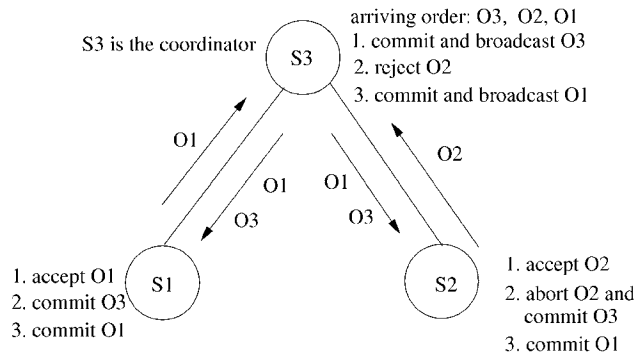 arriving order: O3, O2, O1
S3 is the coordinator
S3
1. commit and broadcast O3
2. reject O2
3. commit and broadcast O1
O1
O2
O1
O1
O3
O3
1. accept O1
2. commit O3
3. commit O1
S1
S2
1. accept O2
2. abort O2 and
commit O3
3. commit O1